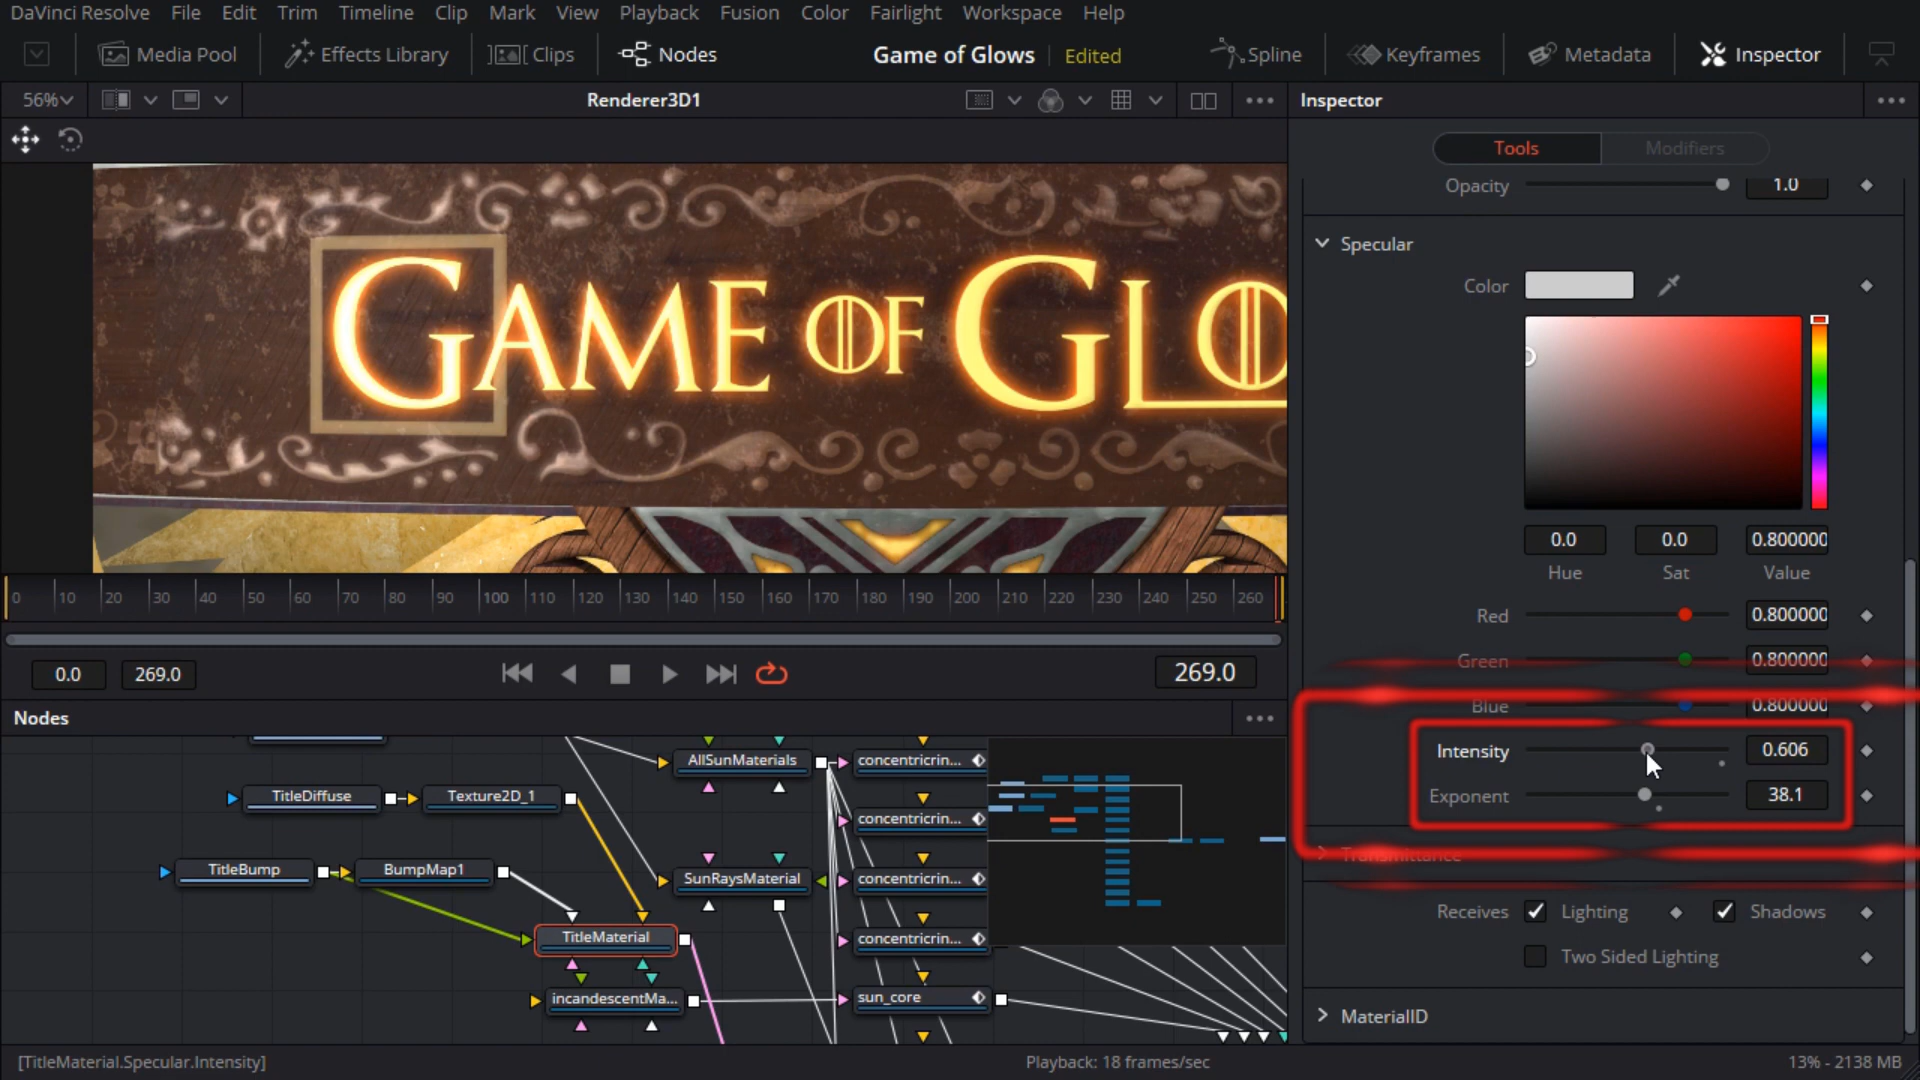 DaVinci Resolve File Edit Trim Timeline Clip Mark View Playback Fusion Color Fairlight Workspace Help
Media Pool Effects Library Clips Nodes Game of Glows Edited Spline Keyframes Metadata Inspector
56% Renderer3D1 Inspector
Tools Modifiers
Opacity 1.0
Specular
Color
GAME OF GLO
0.0 0.0 0.800000
Hue Sat Value
0 10 20 30 40 50 60 70 80 90 100 110 120 130 140 150 160 170 180 190 200 210 220 230 240 250 260
Red 0.800000
Green 0.800000
0.0 269.0 269.0
Blue 0.800000
Nodes
Intensity 0.606
Exponent 38.1
Transmittance
AllSunMaterials concentricrin...
TitleDiffuse Texture2D_1
concentricrin...
TitleBump BumpMap1
SunRaysMaterial concentricrin...
Receives Lighting Shadows
TitleMaterial concentricrin...
Two Sided Lighting
incandescentMa... sun_core
MaterialID
[TitleMaterial.Specular.Intensity] Playback: 18 frames/sec 13% - 2138 MB